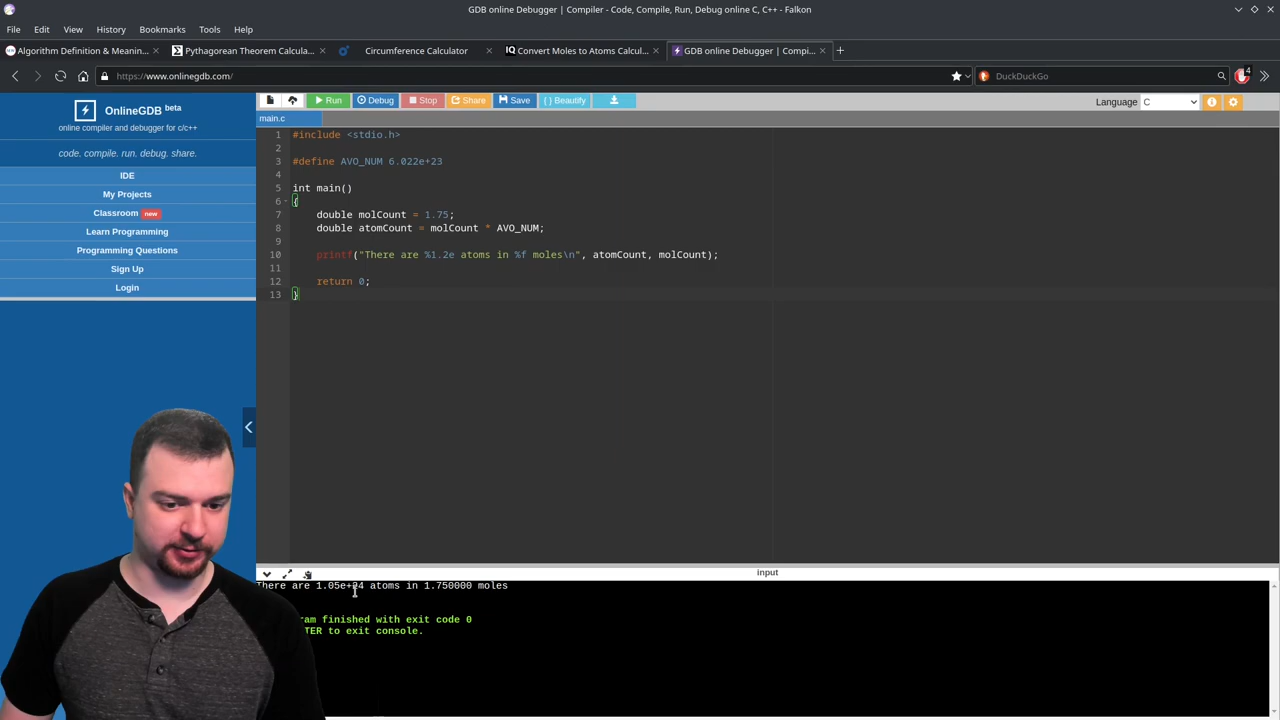 GDB online Debugger | Compiler - Code, Compile, Run, Debug online C, C++ - Falkon
File Edit View History Bookmarks Tools Help
Algorithm Definition & Meanin...
Pythagorean Theorem Calcula...
Circumference Calculator
Convert Moles to Atoms Calcul...
GDB online Debugger | Compi...
https://www.onlinegdb.com/
DuckDuckGo
4
OnlineGDB beta
online compiler and debugger for c/c++
code. compile. run. debug. share.
IDE
My Projects
Classroom new
Learn Programming
Programming Questions
Sign Up
Login
Run Debug Stop Share Save { } Beautify
Language C
main.c
1 #include <stdio.h>
2
3 #define AVO_NUM 6.022e+23
4
5 int main()
6 {
7 double molCount = 1.75;
8 double atomCount = molCount * AVO_NUM;
9
10 printf("There are %1.2e atoms in %f moles\n", atomCount, molCount);
11
12 return 0;
13 }
input
There are 1.05e+24 atoms in 1.750000 moles
ram finished with exit code 0
TER to exit console.